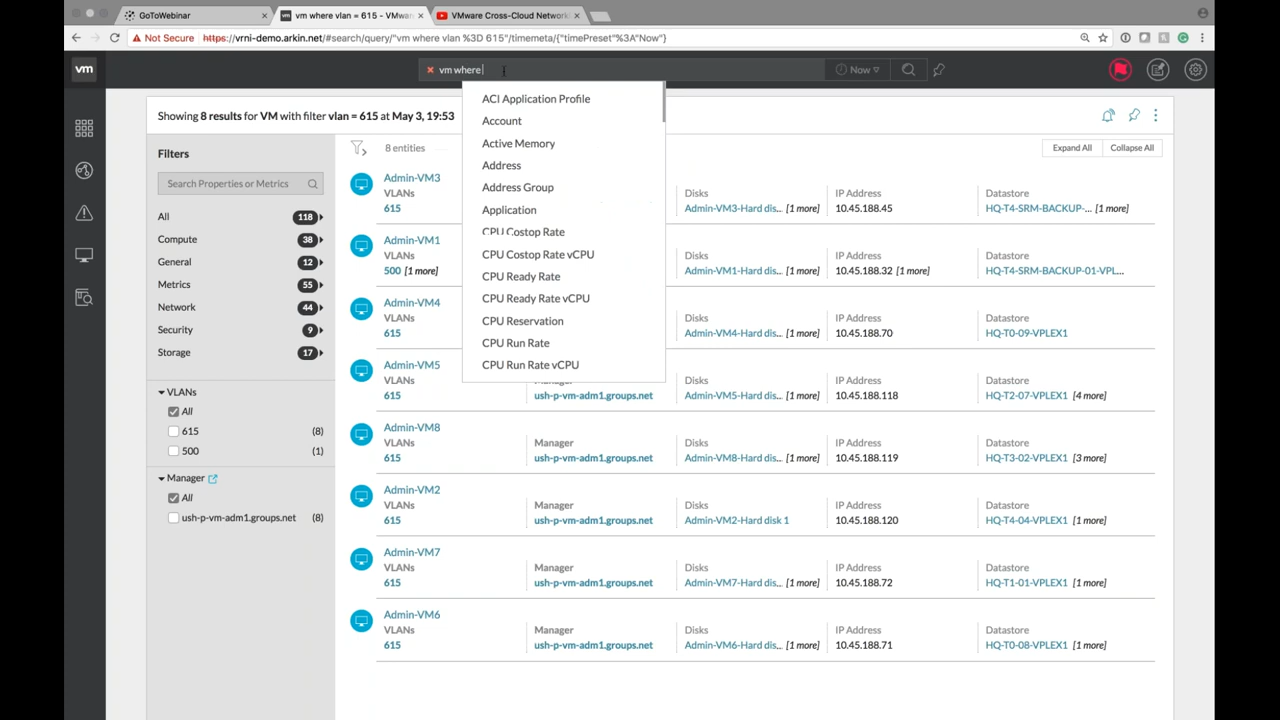 GoToWebinar
vm where vlan = 615 - VMwar
VMware Cross-Cloud Network
Not Secure
https://vrni-demo.arkin.net/#search/query/"vm where vlan %3D 615"/timemeta/{"timePreset"%3A"Now"}
vm
vm where
Now
ACI Application Profile
Account
Active Memory
Address
Address Group
Application
CPU Costop Rate
CPU Costop Rate vCPU
CPU Ready Rate
CPU Ready Rate vCPU
CPU Reservation
CPU Run Rate
CPU Run Rate vCPU
Showing 8 results for VM with filter vlan = 615 at May 3, 19:53
Filters
Search Properties or Metrics
All 118
Compute 38
General 12
Metrics 55
Network 44
Security 9
Storage 17
VLANs
All
615 (8)
500 (1)
Manager
All
ush-p-vm-adm1.groups.net (8)
8 entities
Expand All Collapse All
Admin-VM3
VLANs Disks IP Address Datastore
615 Admin-VM3-Hard dis... [1 more] 10.45.188.45 HQ-T4-SRM-BACKUP-... [1 more]
Admin-VM1
VLANs Disks IP Address Datastore
500 [1 more] Admin-VM1-Hard dis... [1 more] 10.45.188.32 [1 more] HQ-T4-SRM-BACKUP-01-VPL...
Admin-VM4
VLANs Disks IP Address Datastore
615 Admin-VM4-Hard dis... [1 more] 10.45.188.70 HQ-T0-09-VPLEX1
Admin-VM5
VLANs Disks IP Address Datastore
615 ush-p-vm-adm1.groups.net Admin-VM5-Hard dis... [1 more] 10.45.188.118 HQ-T2-07-VPLEX1 [4 more]
Admin-VM8
VLANs Manager Disks IP Address Datastore
615 ush-p-vm-adm1.groups.net Admin-VM8-Hard dis... [1 more] 10.45.188.119 HQ-T3-02-VPLEX1 [3 more]
Admin-VM2
VLANs Manager Disks IP Address Datastore
615 ush-p-vm-adm1.groups.net Admin-VM2-Hard disk 1 10.45.188.120 HQ-T4-04-VPLEX1 [1 more]
Admin-VM7
VLANs Manager Disks IP Address Datastore
615 ush-p-vm-adm1.groups.net Admin-VM7-Hard dis... [1 more] 10.45.188.72 HQ-T1-01-VPLEX1 [1 more]
Admin-VM6
VLANs Manager Disks IP Address Datastore
615 ush-p-vm-adm1.groups.net Admin-VM6-Hard dis... [1 more] 10.45.188.71 HQ-T0-08-VPLEX1 [1 more]